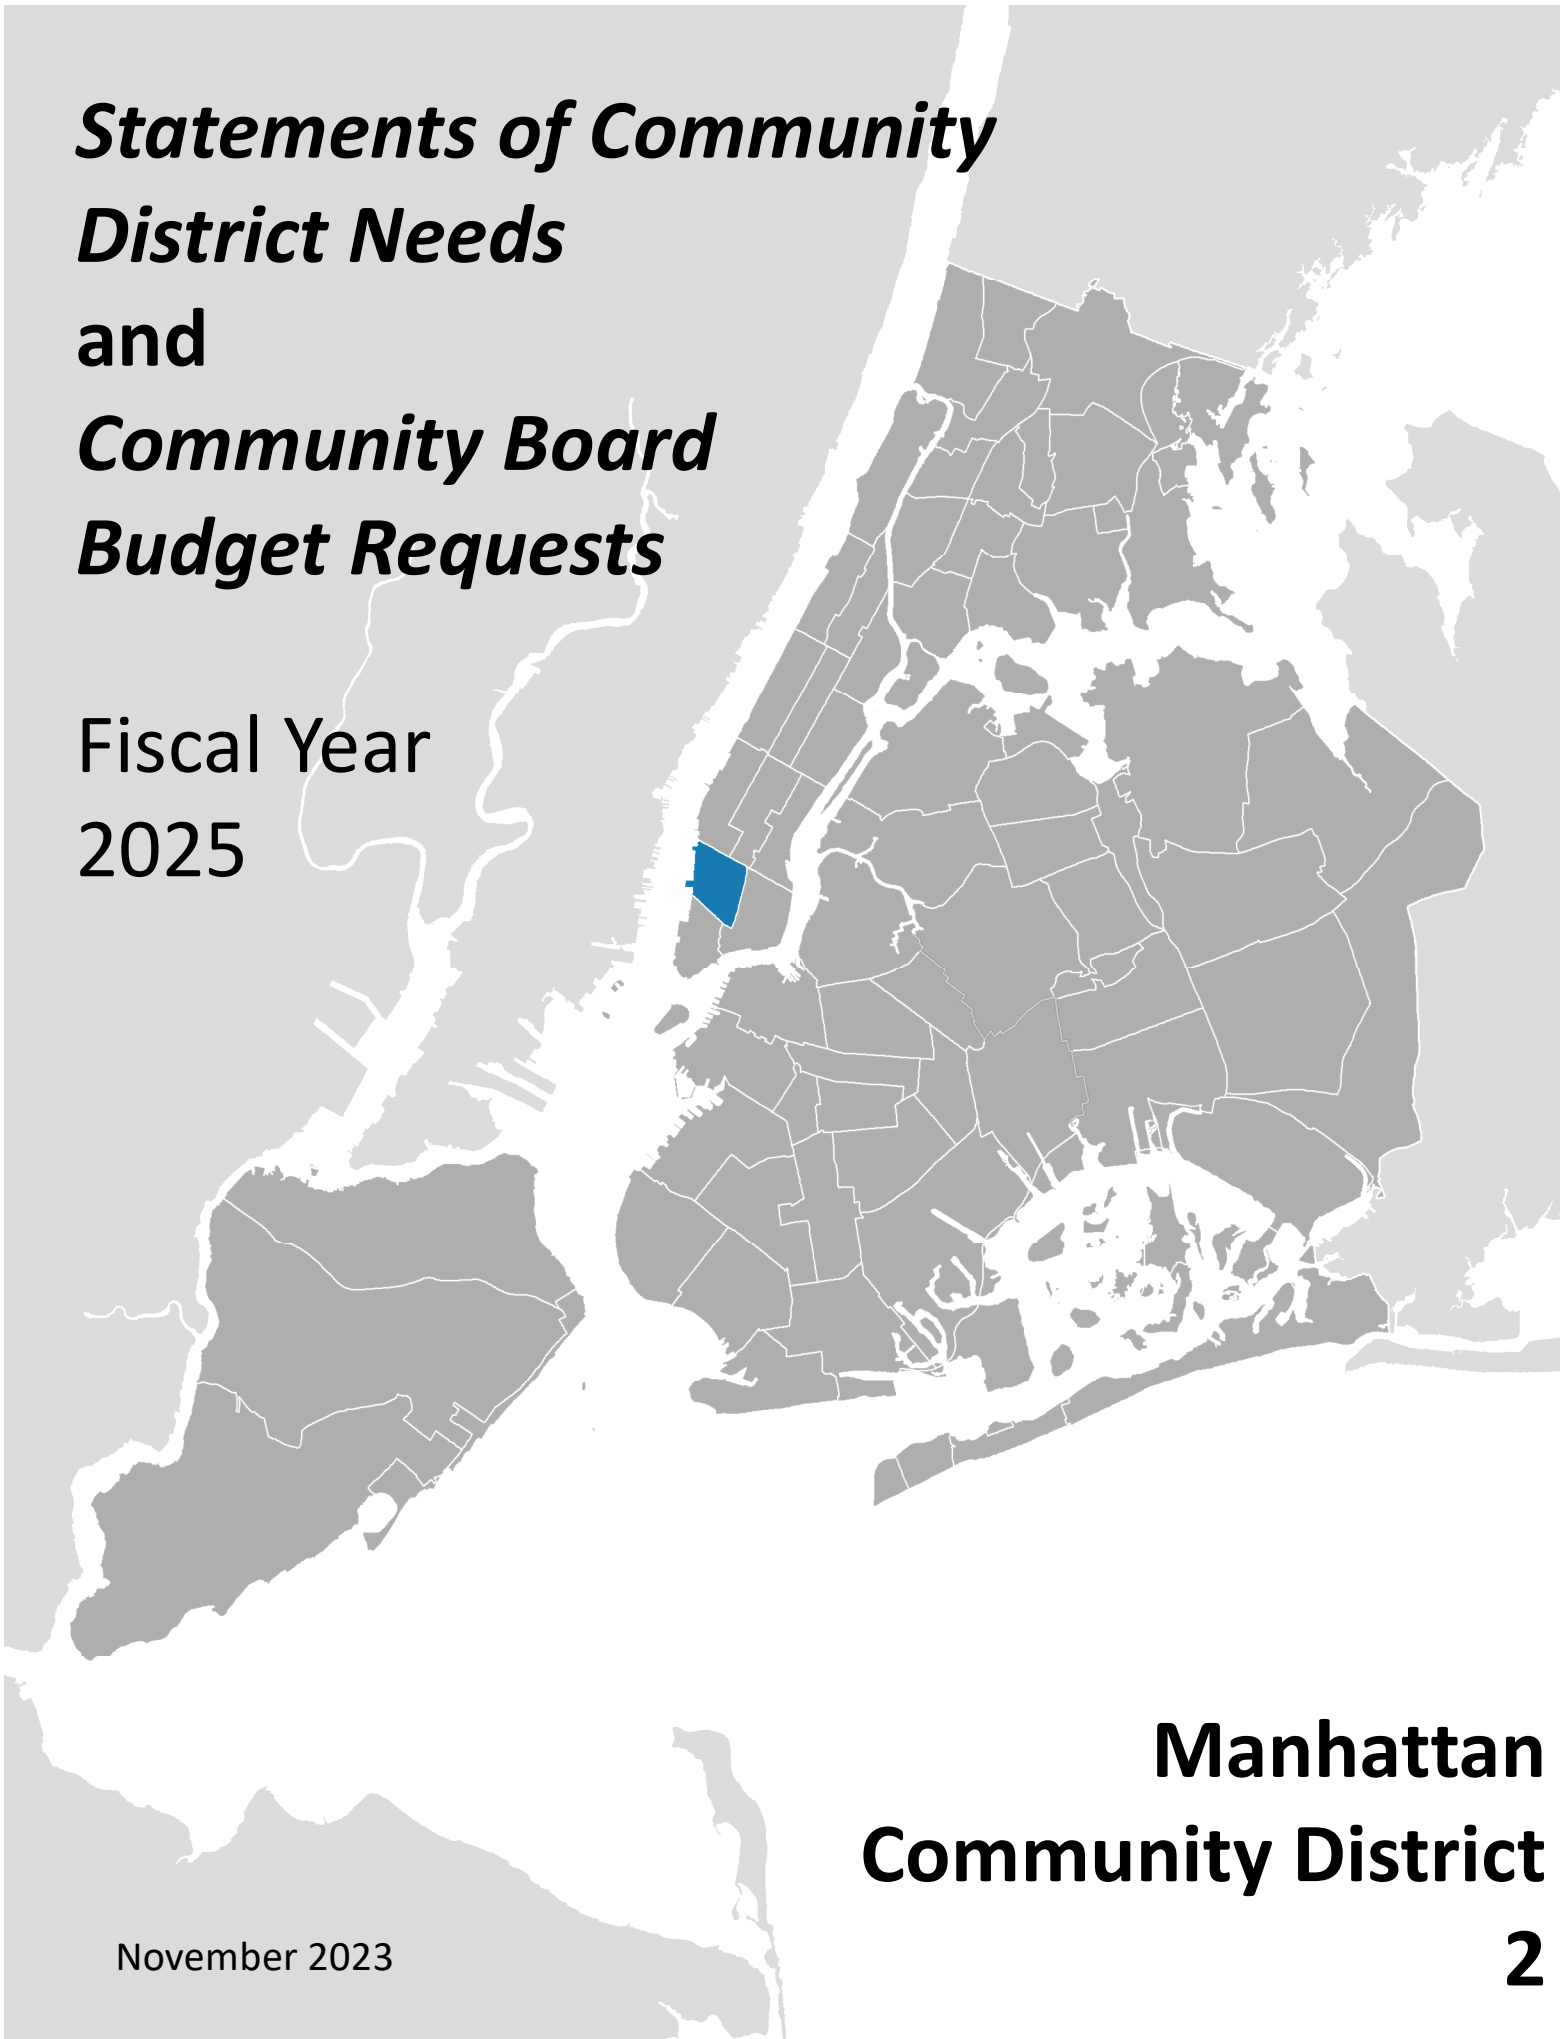 Statements of Community
District Needs
and
Community Board
Budget Requests
Fiscal Year
2025
Manhattan
Community District
2
November 2023